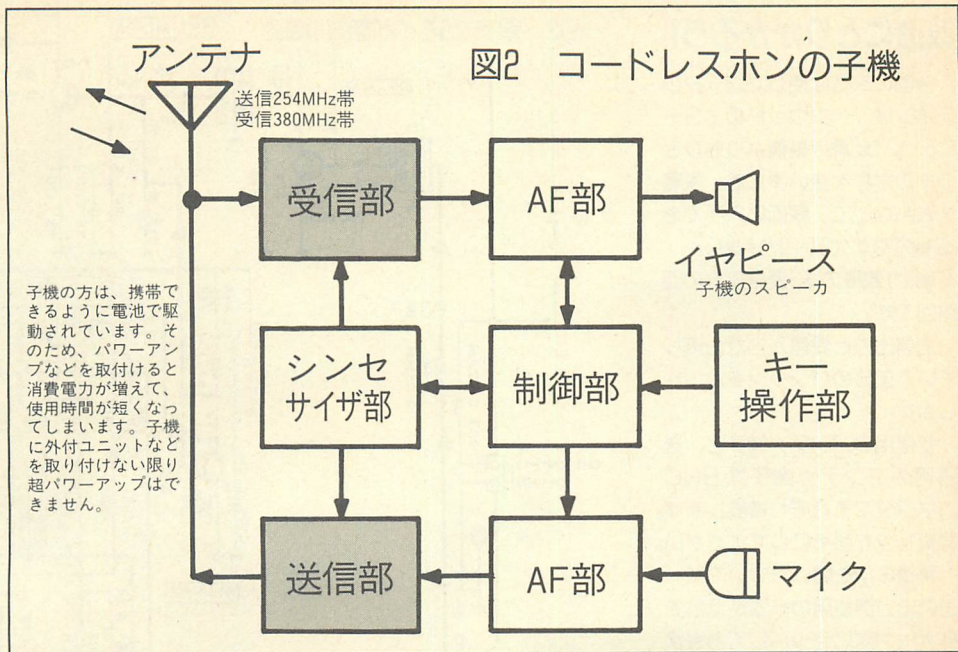 図2 コードレスホンの子機
アンテナ
送信254MHz帯
受信380MHz帯
受信部
AF部
イヤピース
子機のスピーカ
子機の方は、携帯で
きるように電池で駆
動されています。そ
のため、パワーアン
プなどを取付けると
消費電力が増えて、
使用時間が短くなっ
てしまいます。子機
に外付ユニットなど
を取り付けない限り
超パワーアップはで
きません。
シンセ
サイザ部
制御部
キー
操作部
送信部
AF部
マイク